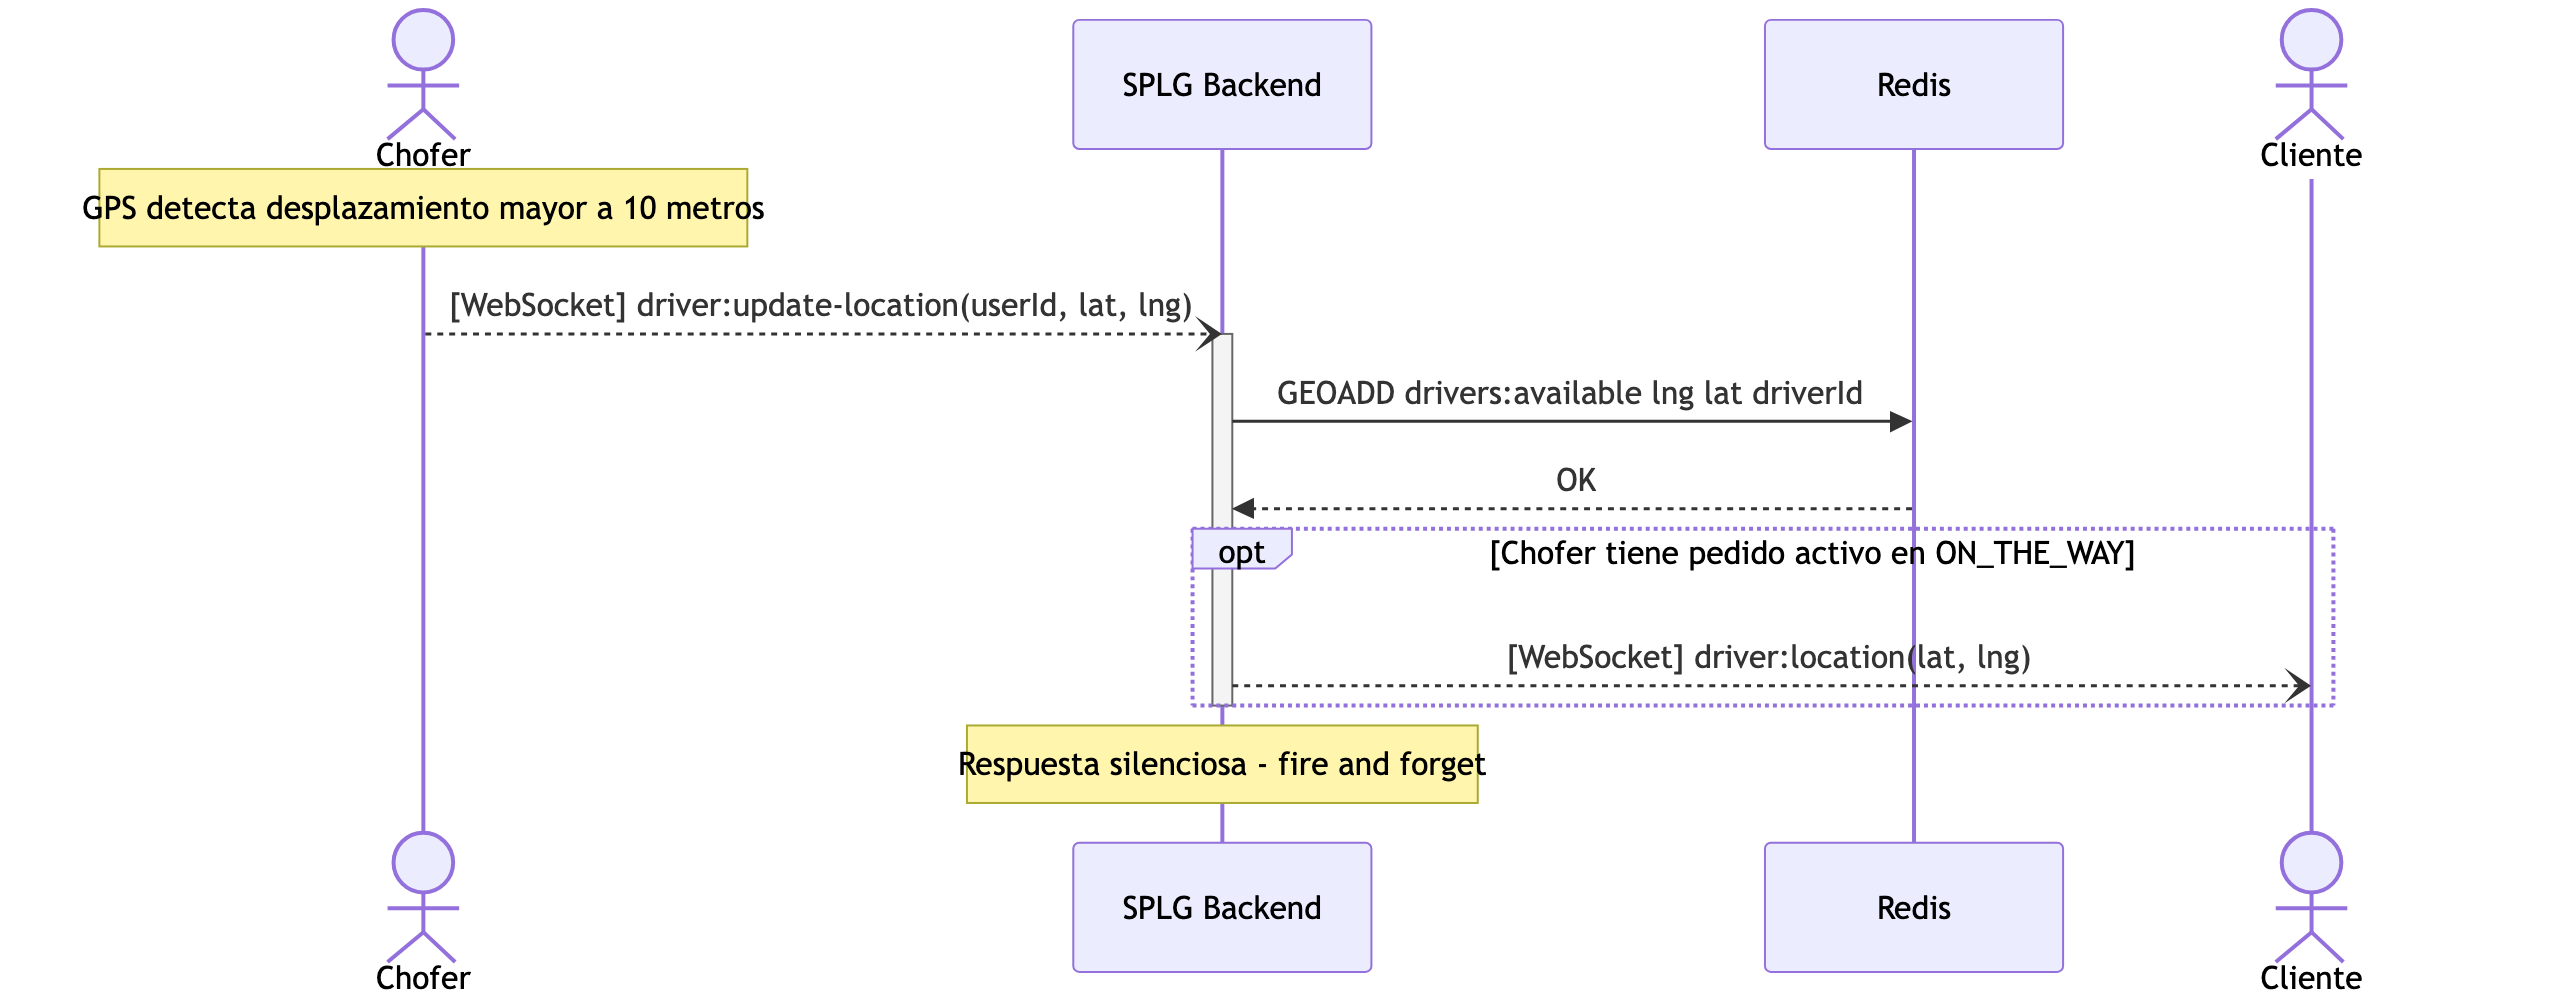 Chofer
SPLG Backend
Redis
Cliente
GPS detecta desplazamiento mayor a 10 metros
[WebSocket] driver:update-location(userId, lat, lng)
GEOADD drivers:available lng lat driverId
OK
opt
[Chofer tiene pedido activo en ON_THE_WAY]
[WebSocket] driver:location(lat, lng)
Respuesta silenciosa - fire and forget
Chofer
SPLG Backend
Redis
Cliente